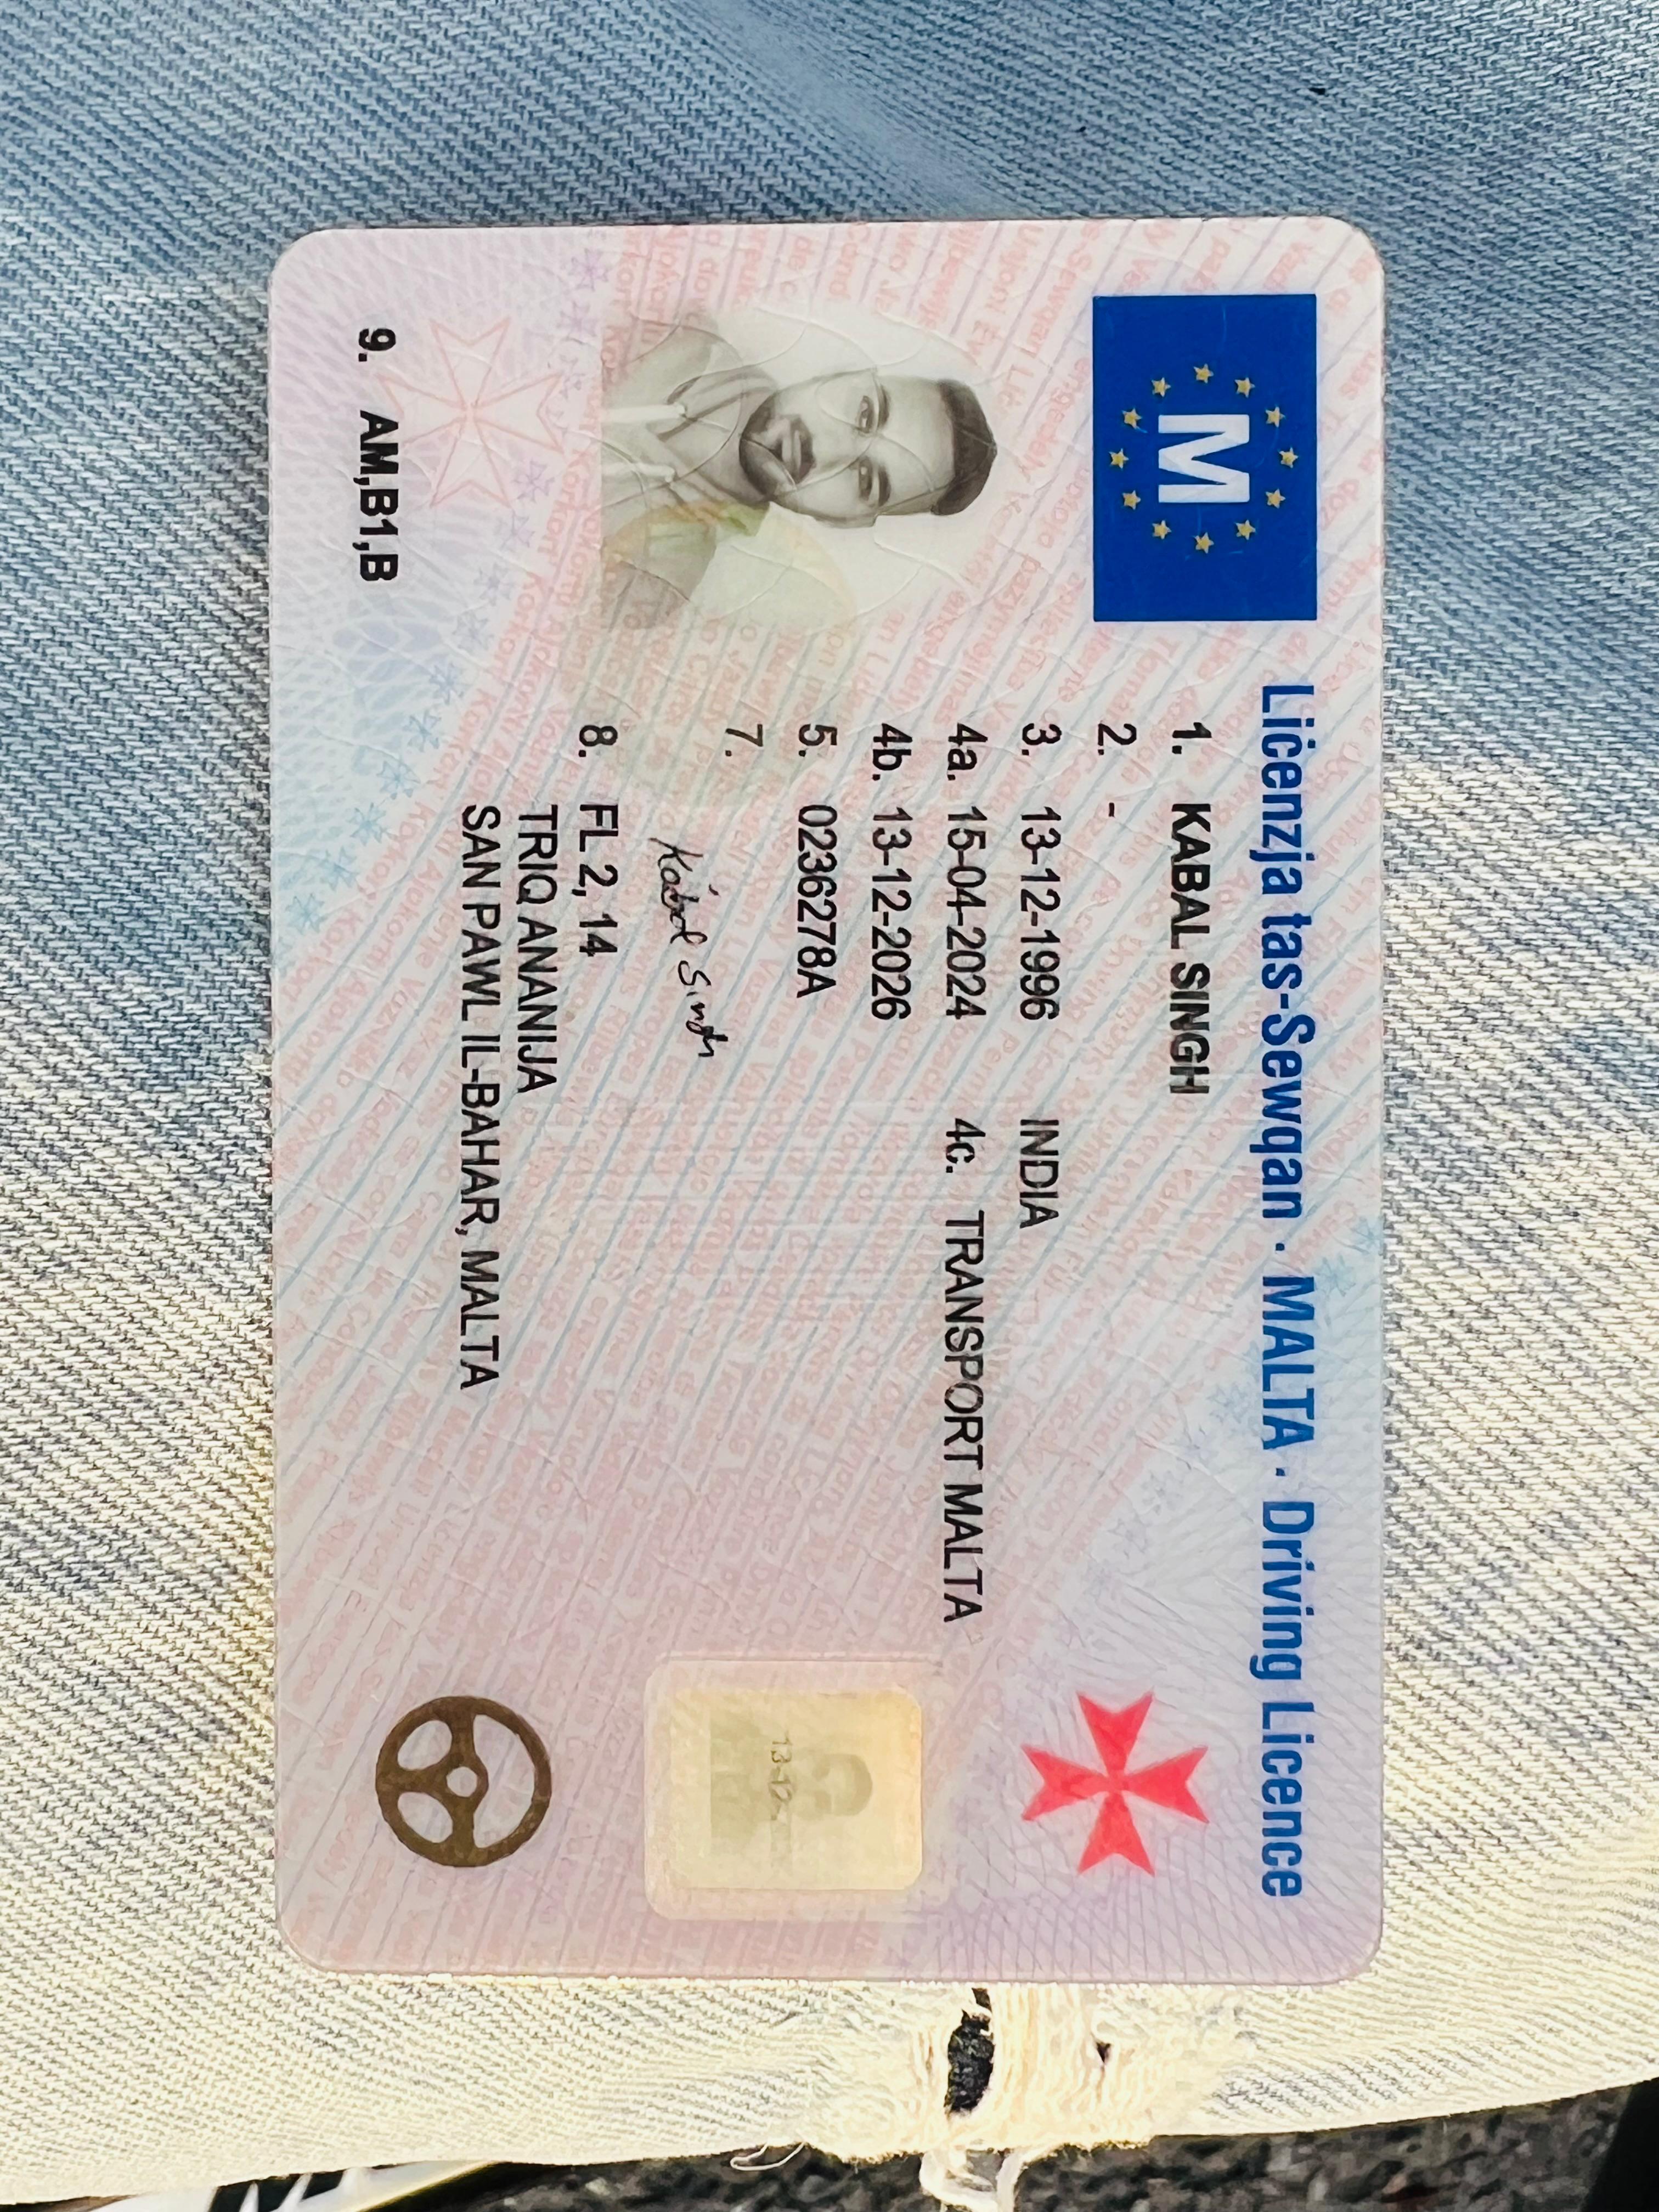 Liċenzja tas-Sewqan · MALTA · Driving Licence
M
1. KABAL SINGH
2. -
3. 13-12-1996 INDIA
4a. 15-04-2024 4c. TRANSPORT MALTA
4b. 13-12-2026
5. 0236278A
7. Kabal Singh
8. FL 2, 14
TRIQ ANANIJA
SAN PAWL IL-BAHAR, MALTA
9. AM,B1,B